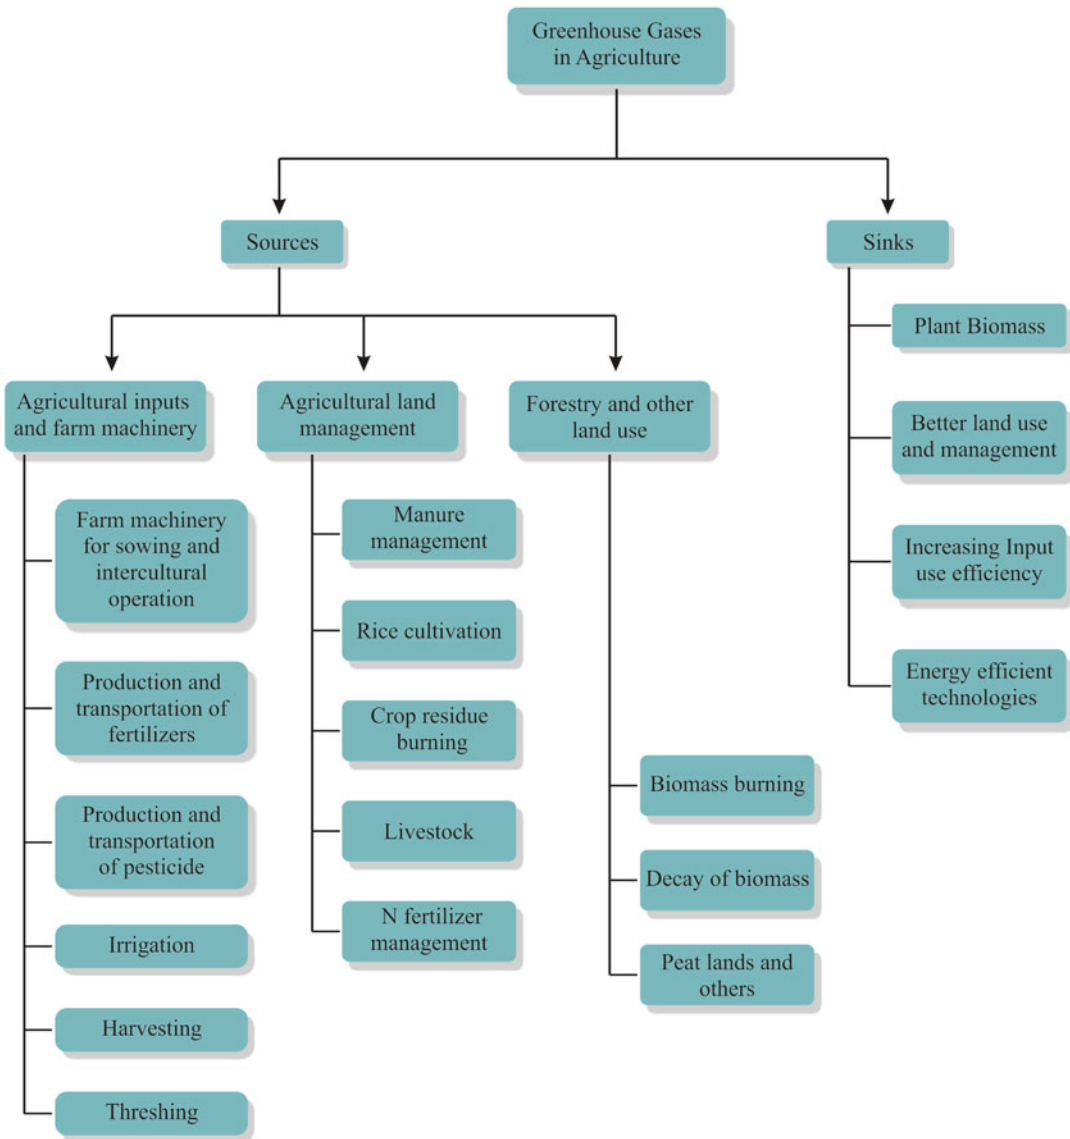 Greenhouse Gases
in Agriculture
Sources
Sinks
Agricultural inputs
and farm machinery
Farm machinery
for sowing and
intercultural
operation
Production and
transportation of
fertilizers
Production and
transportation
of pesticide
Irrigation
Harvesting
Threshing
Agricultural land
management
Manure
management
Rice cultivation
Crop residue
burning
Livestock
N fertilizer
management
Forestry and other
land use
Biomass burning
Decay of biomass
Peat lands and
others
Plant Biomass
Better land use
and management
Increasing Input
use efficiency
Energy efficient
technologies